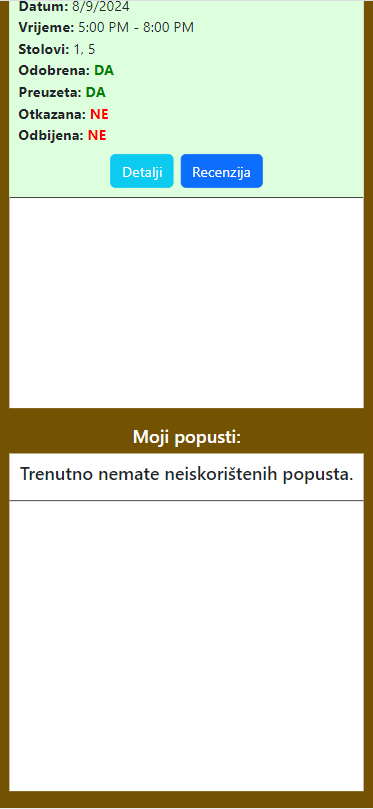 Datum: 8/9/2024
Vrijeme: 5:00 PM - 8:00 PM
Stolovi: 1, 5
Odobrena: DA
Preuzeta: DA
Otkazana: NE
Odbijena: NE
Detalji Recenzija
Moji popusti:
Trenutno nemate neiskorištenih popusta.